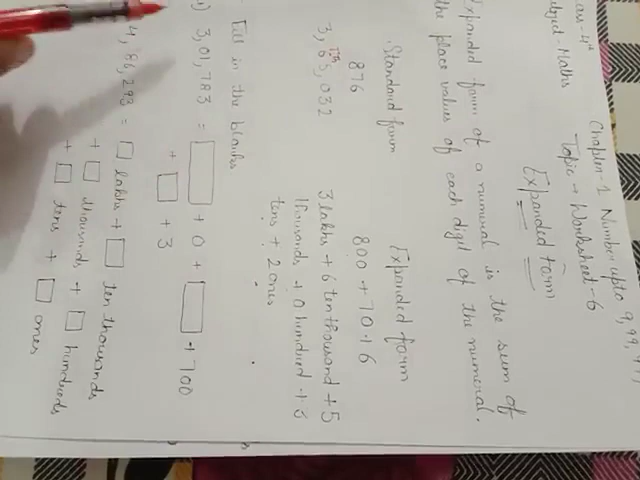 Class-4th
Subject-Maths
Chapter-1 Number upto 9,99,
Topic → Worksheet-6
Expanded form
Expanded form of a numeral is the sum of
the place values of each digit of the numeral.
Standard form Expanded form
876 800 + 70 + 6
3,65,032 3 lakhs + 6 ten thousand + 5
thousands + 0 hundred + 3
tens + 2 ones
Fill in the blanks
3,01,783 = + 0 + + 700
+ + 3
4,86,293 = lakhs + ten thousands
+ thousands + hundreds
+ tens + ones